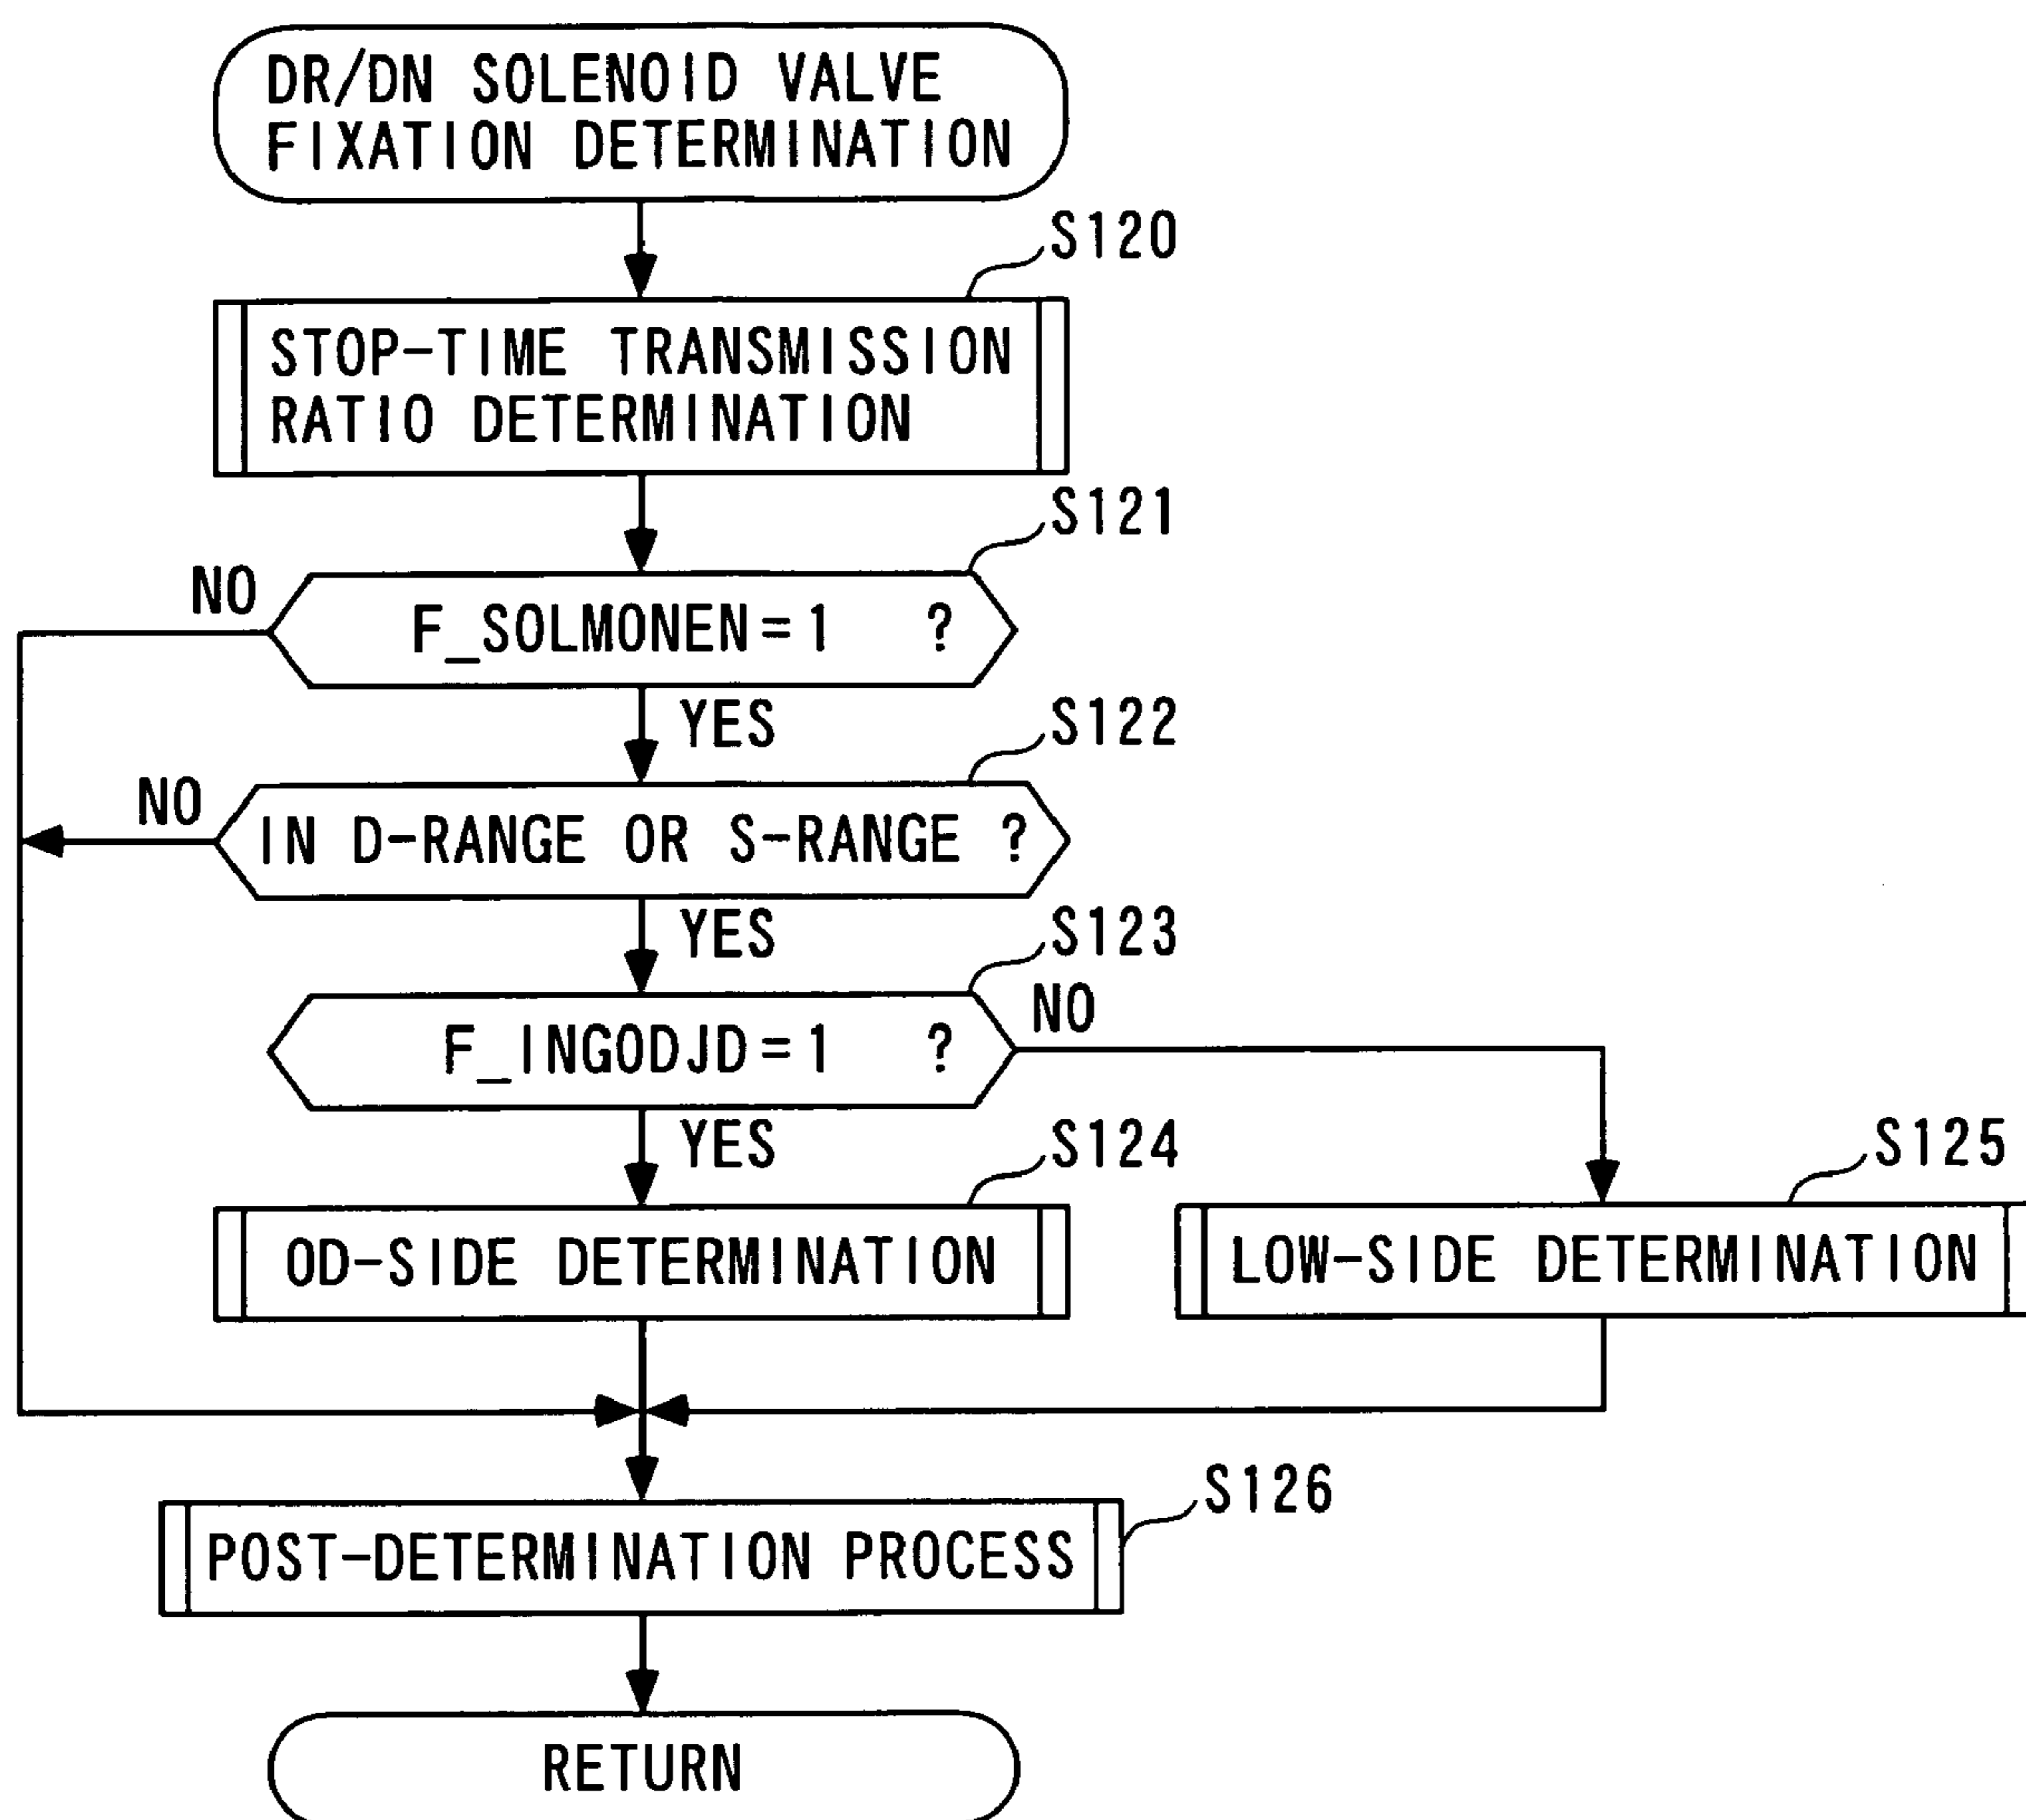 DR/DN SOLENOID VALVE
FIXATION DETERMINATION
S120
STOP-TIME TRANSMISSION
RATIO DETERMINATION
S121
NO
F_SOLMONEN=1 ?
YES
S122
NO
IN D-RANGE OR S-RANGE ?
YES
S123
NO
F_INGODJD=1 ?
YES
S124
S125
OD-SIDE DETERMINATION
LOW-SIDE DETERMINATION
S126
POST-DETERMINATION PROCESS
RETURN